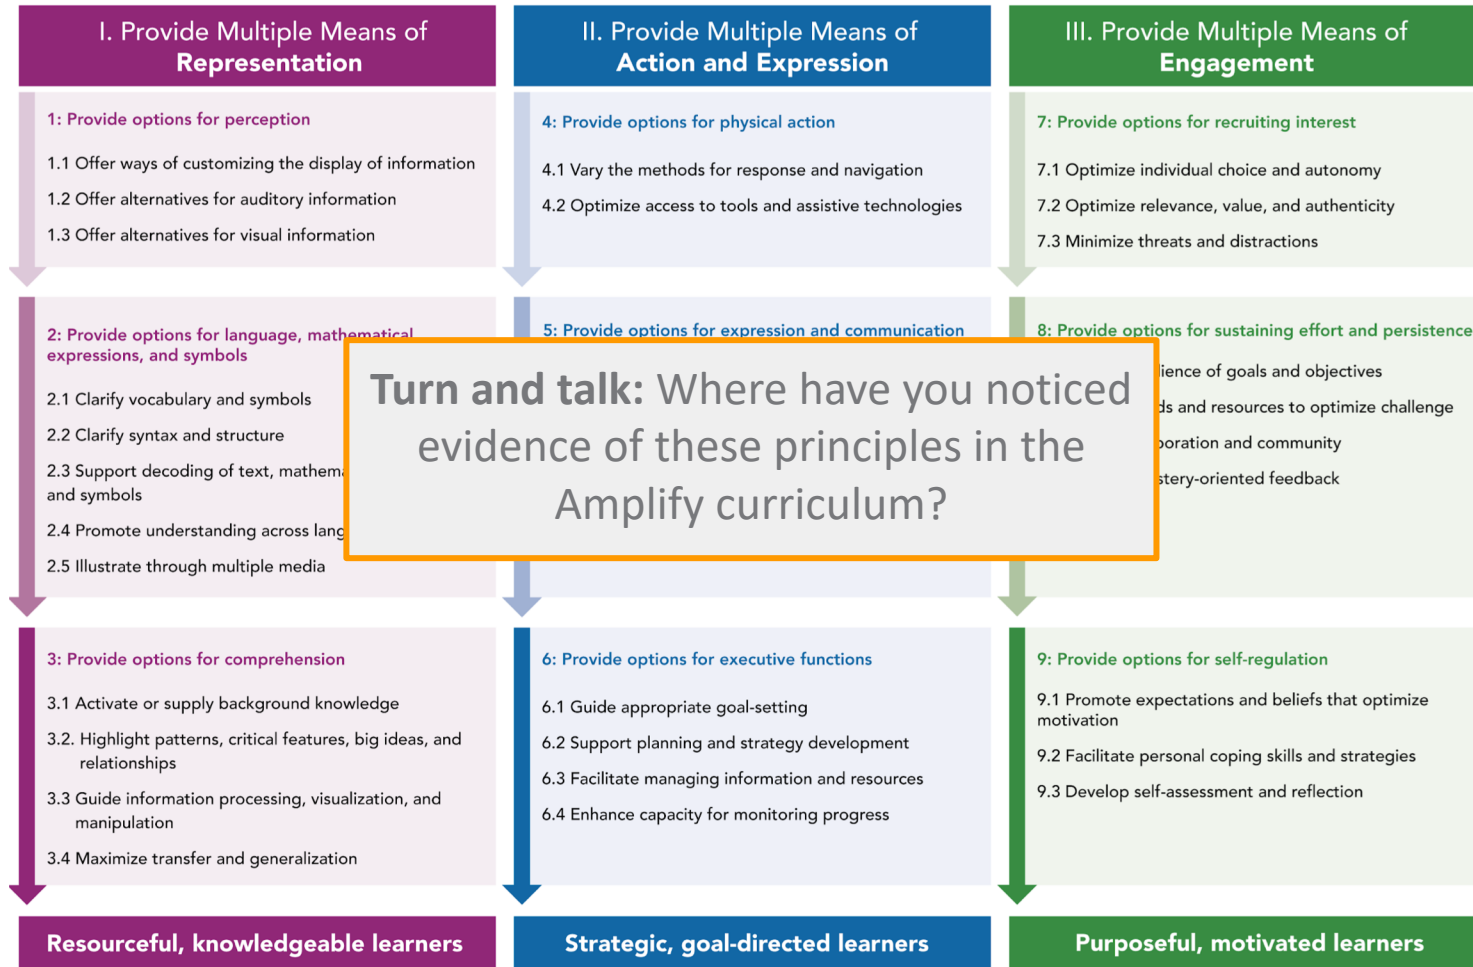 I. Provide Multiple Means of
Representation
1: Provide options for perception
1.1 Offer ways of customizing the display of information
1.2 Offer alternatives for auditory information
1.3 Offer alternatives for visual information
2: Provide options for language, mathematical
expressions, and symbols
2.1 Clarify vocabulary and symbols
2.2 Clarify syntax and structure
2.3 Support decoding of text,
and symbols
2.4 Promote understanding across
2.5 Illustrate through multiple media
3: Provide options for comprehension
3.1 Activate or supply background knowledge
3.2. Highlight patterns, critical features, big ideas, and
relationships
3.3 Guide information processing, visualization, and
manipulation
3.4 Maximize transfer and generalization
Resourceful, knowledgeable learners
II. Provide Multiple Means of
Action and Expression
4: Provide options for physical action
4.1 Vary the methods for response and navigation
4.2 Optimize access to tools and assistive technologies
5: Provide options for expression and communication
Turn and talk: Where have you noticed
evidence of these principles in the
Amplify curriculum?
6: Provide options for executive functions
6.1 Guide appropriate goal-setting
6.2 Support planning and strategy development
6.3 Facilitate managing information and resources
6.4 Enhance capacity for monitoring progress
Strategic, goal-directed learners
III. Provide Multiple Means of
Engagement
7: Provide options for recruiting interest
7.1 Optimize individual choice and autonomy
7.2 Optimize relevance, value, and authenticity
7.3 Minimize threats and distractions
8: Provide options for sustaining effort and persistence
of goals and objectives
and resources to optimize challenge
and community
feedback
9: Provide options for self-regulation
9.1 Promote expectations and beliefs that optimize
motivation
9.2 Facilitate personal coping skills and strategies
9.3 Develop self-assessment and reflection
Purposeful, motivated learners